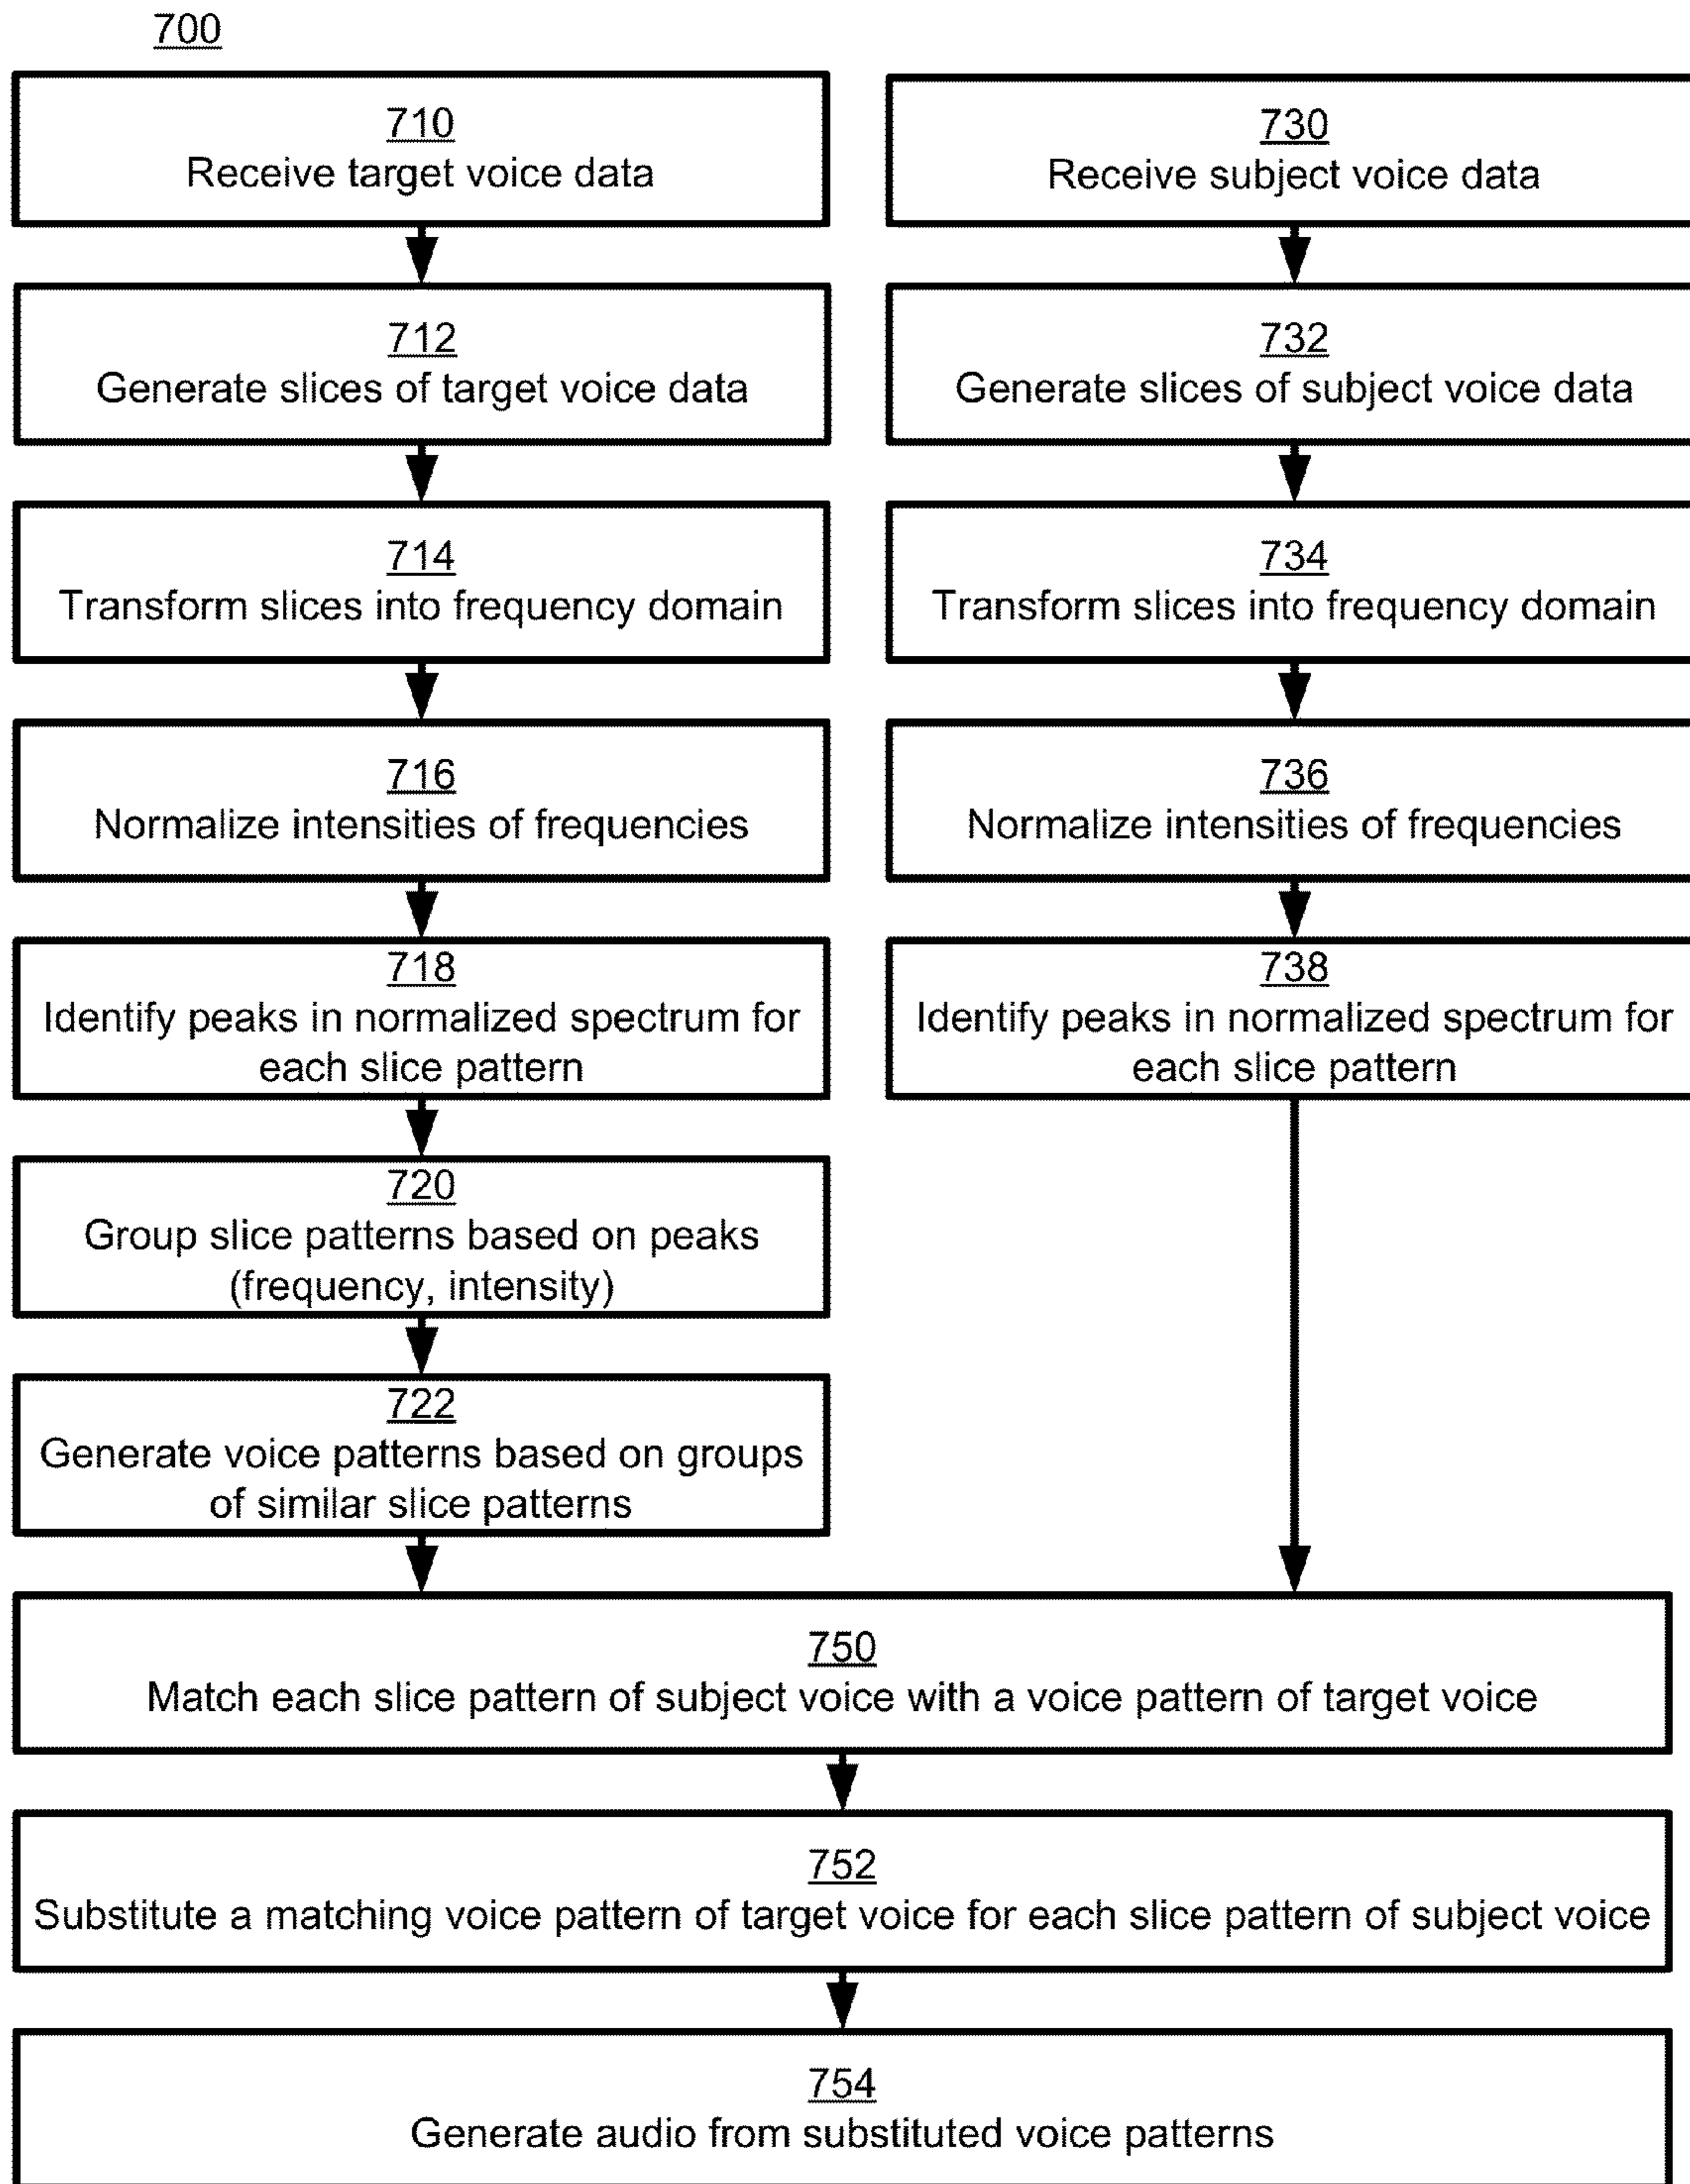 700
710
Receive target voice data
712
Generate slices of target voice data
714
Transform slices into frequency domain
716
Normalize intensities of frequencies
718
Identify peaks in normalized spectrum for
each slice pattern
720
Group slice patterns based on peaks
(frequency, intensity)
722
Generate voice patterns based on groups
of similar slice patterns
730
Receive subject voice data
732
Generate slices of subject voice data
734
Transform slices into frequency domain
736
Normalize intensities of frequencies
738
Identify peaks in normalized spectrum for
each slice pattern
750
Match each slice pattern of subject voice with a voice pattern of target voice
752
Substitute a matching voice pattern of target voice for each slice pattern of subject voice
754
Generate audio from substituted voice patterns